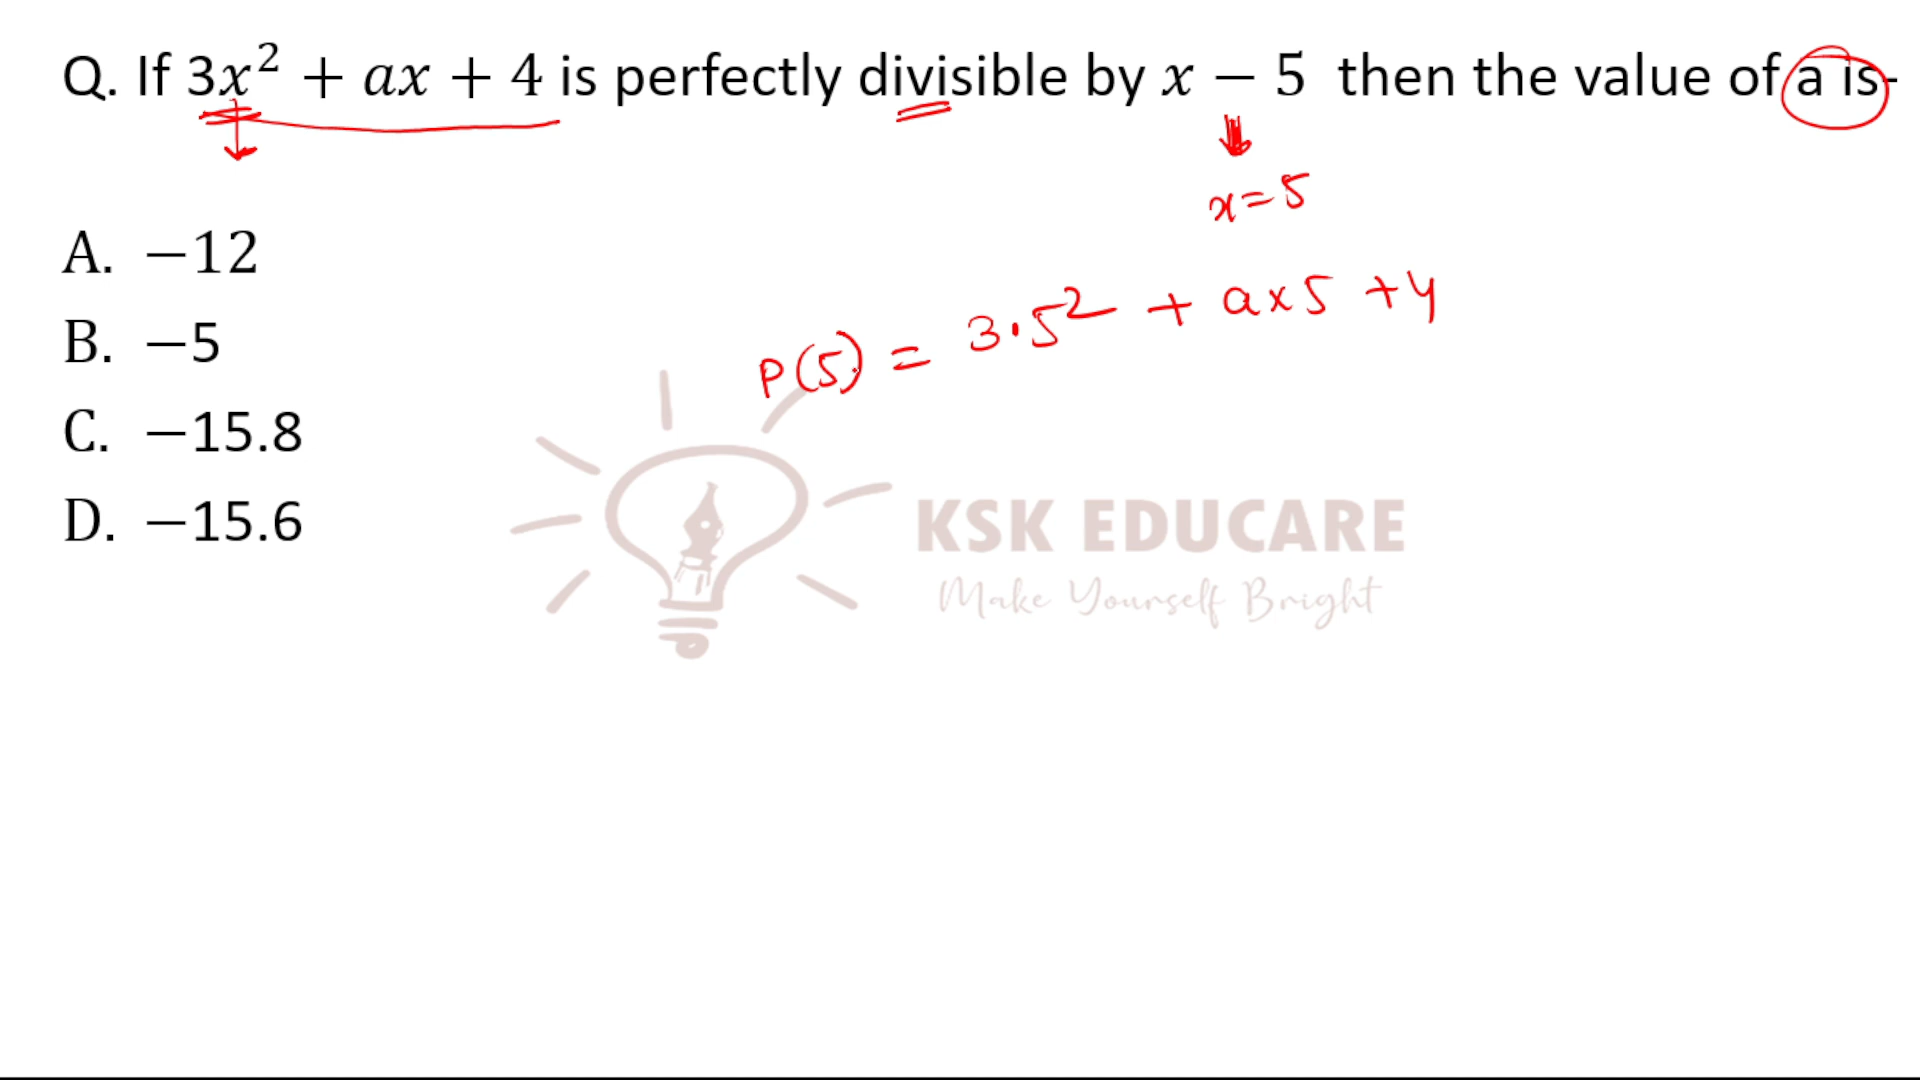 Q. If 3x² + ax + 4 is perfectly divisible by x − 5 then the value of a is-
x=5
A. −12
P(5) = 3·5² + a×5 +4
B. −5
C. −15.8
D. −15.6
KSK EDUCARE
Make Yourself Bright